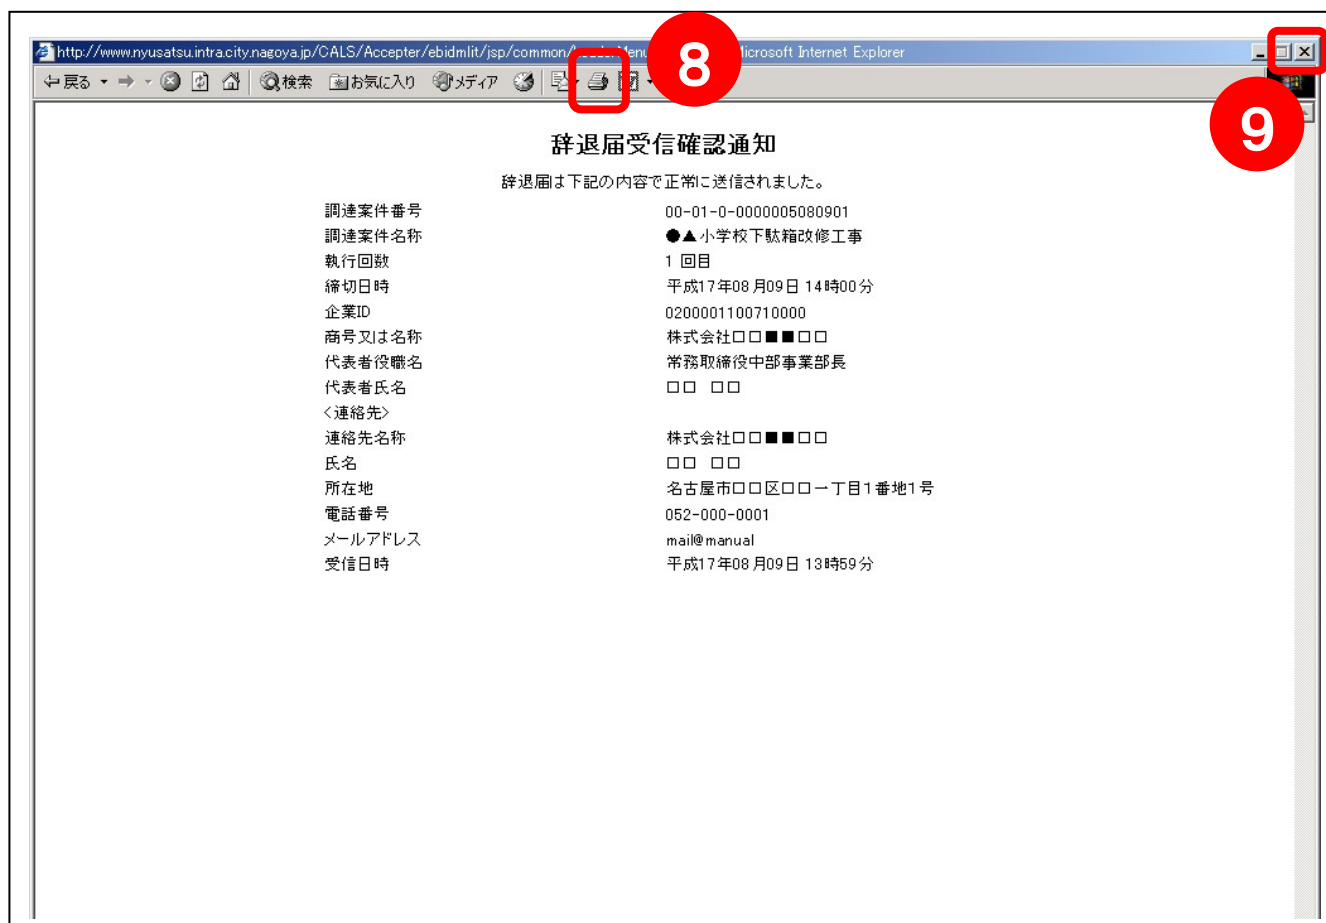 http://www.nyusatsu.intra.city.nagoya.jp/CALS/Accepter/ebidmlit/jsp/common/ Microsoft Internet Explorer
8
戻る 検索 お気に入り メディア
9
辞退届受信確認通知
辞退届は下記の内容で正常に送信されました。
調達案件番号 00-01-0-0000005080901
調達案件名称 ●▲小学校下駄箱改修工事
執行回数 1 回目
締切日時 平成17年08月09日 14時00分
企業ID 0200001100710000
商号又は名称 株式会社□□■■□□
代表者役職名 常務取締役中部事業部長
代表者氏名 □□ □□
<連絡先>
連絡先名称 株式会社□□■■□□
氏名 □□ □□
所在地 名古屋市□□区□□一丁目1番地1号
電話番号 052-000-0001
メールアドレス mail@manual
受信日時 平成17年08月09日 13時59分